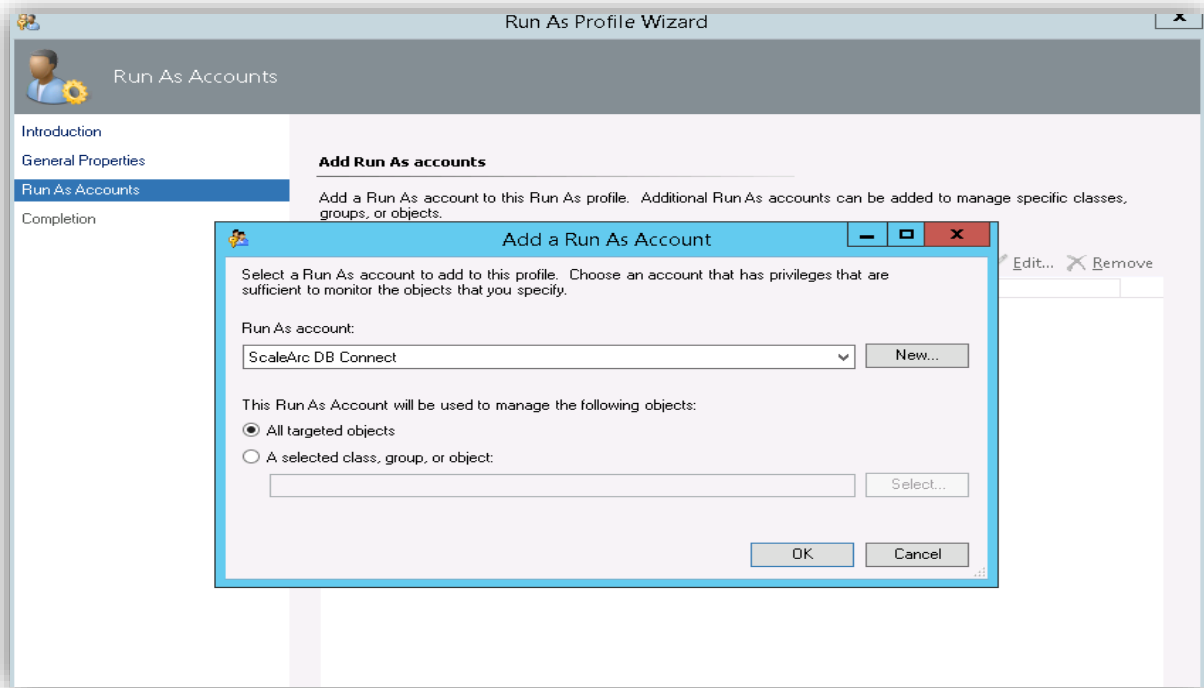 Run As Profile Wizard
x
Run As Accounts
Introduction
General Properties
Run As Accounts
Completion
Add Run As accounts
Add a Run As account to this Run As profile. Additional Run As accounts can be added to manage specific classes,
groups, or objects.
Edit... Remove
Add a Run As Account
x
Select a Run As account to add to this profile. Choose an account that has privileges that are
sufficient to monitor the objects that you specify.
Run As account:
ScaleArc DB Connect
New...
This Run As Account will be used to manage the following objects:
All targeted objects
A selected class, group, or object:
Select...
OK Cancel